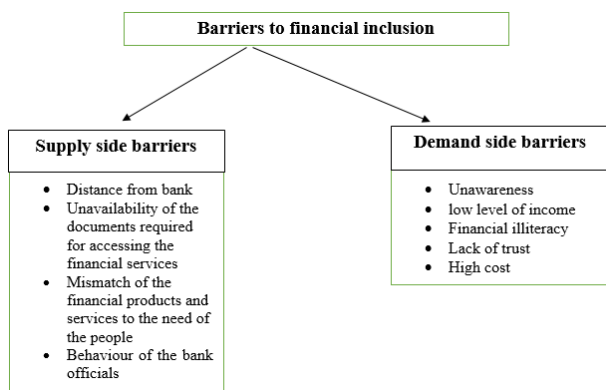 Barriers to financial inclusion
Supply side barriers
• Distance from bank
• Unavailability of the
documents required
for accessing the
financial services
• Mismatch of the
financial products and
services to the need of
the people
• Behaviour of the bank
officials
Demand side barriers
• Unawareness
• low level of income
• Financial illiteracy
• Lack of trust
• High cost